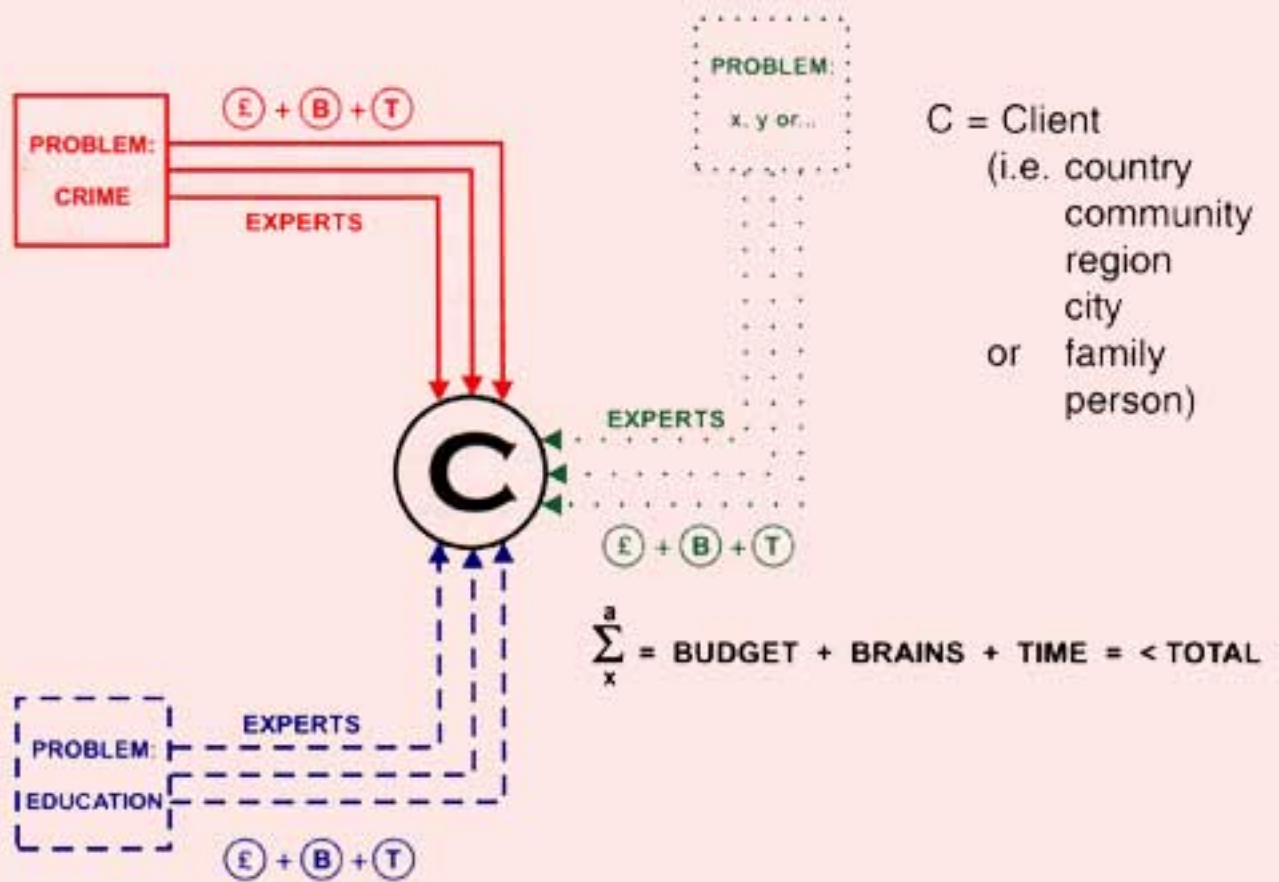 £ + B + T
PROBLEM:
CRIME
EXPERTS
PROBLEM:
x, y or...
C = Client
(i.e. country
community
region
city
or family
person)
C
EXPERTS
£ + B + T
a
Σ = BUDGET + BRAINS + TIME = < TOTAL
x
PROBLEM:
EDUCATION
EXPERTS
£ + B + T